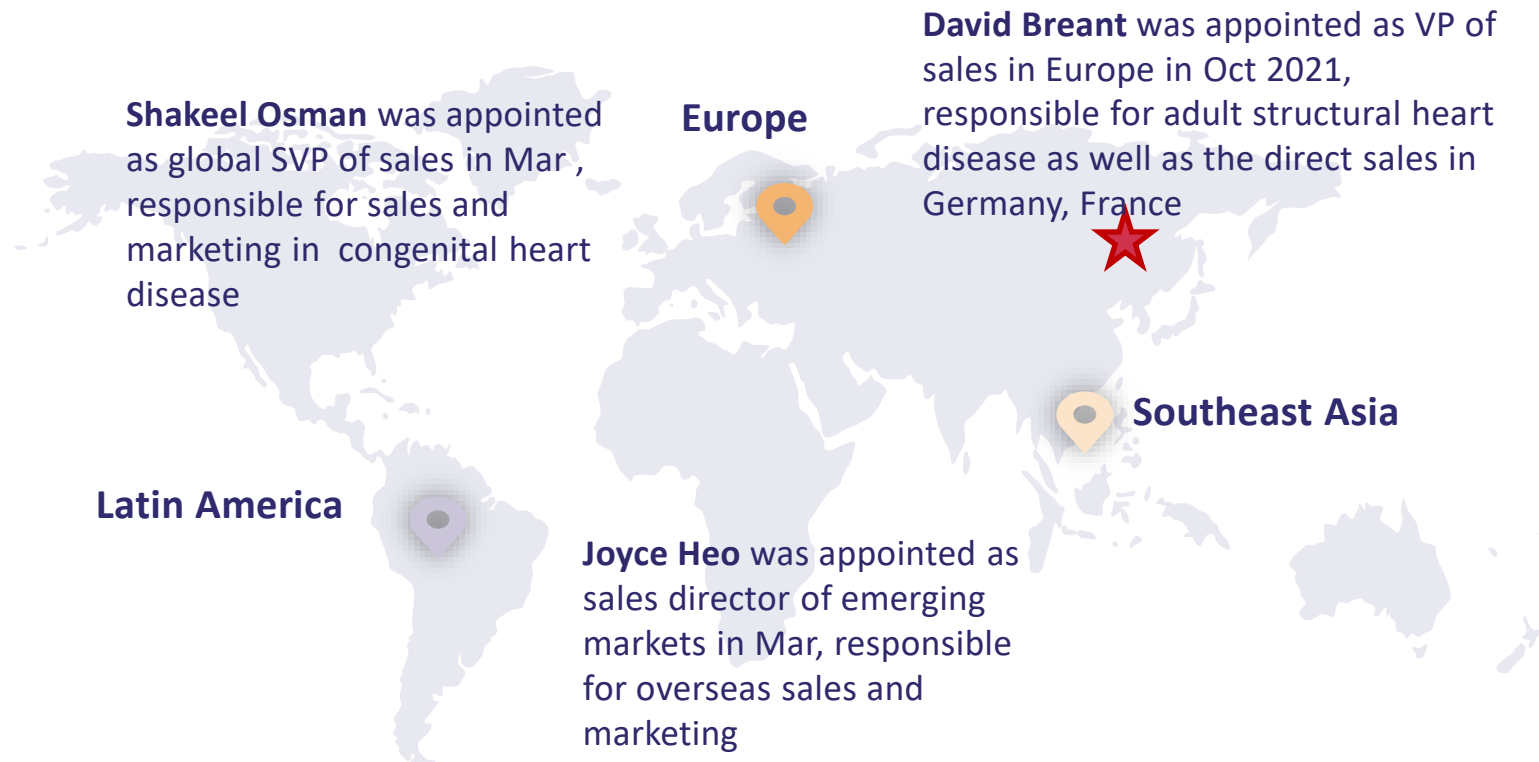 David Breant was appointed as VP of
sales in Europe in Oct 2021,
responsible for adult structural heart
disease as well as the direct sales in
Germany, France
Shakeel Osman was appointed
as global SVP of sales in Mar ,
responsible for sales and
marketing in  congenital heart
disease
Europe
Southeast Asia
Latin America
Joyce Heo was appointed as
sales director of emerging
markets in Mar, responsible
for overseas sales and
marketing